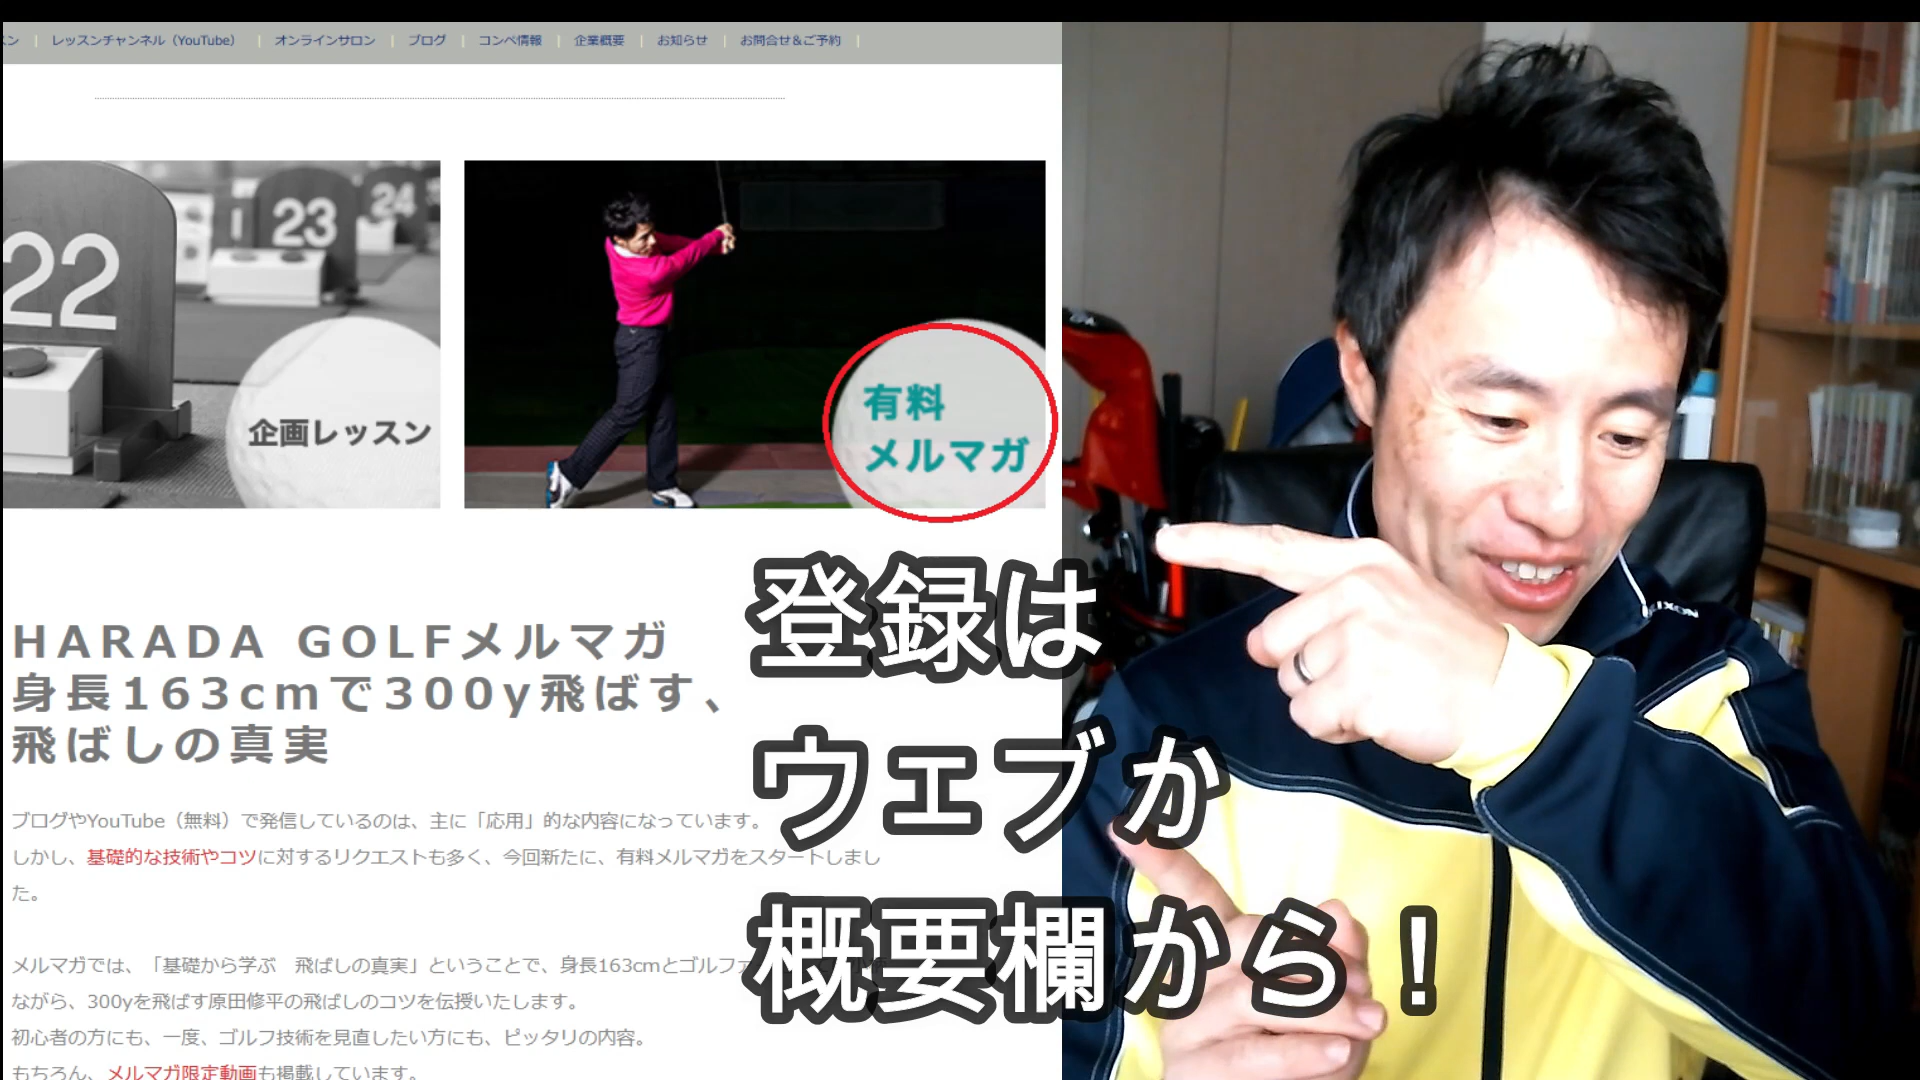 レッスンチャンネル（YouTube）
オンラインサロン
ブログ
コンペ情報
企業概要
お知らせ
お問合せ＆ご予約
22
23
24
企画レッスン
有料
メルマガ
HARADA GOLFメルマガ
身長163cmで300y飛ばす、
飛ばしの真実
ブログやYouTube（無料）で発信しているのは、主に「応用」的な内容になっています。
しかし、基礎的な技術やコツに対するリクエストも多く、今回新たに、有料メルマガをスタートしまし
た。
メルマガでは、「基礎から学ぶ　飛ばしの真実」ということで、身長163cmとゴルファ
ながら、300yを飛ばす原田修平の飛ばしのコツを伝授いたします。
初心者の方にも、一度、ゴルフ技術を見直したい方にも、ピッタリの内容。
もちろん、メルマガ限定動画も掲載しています。
登録は
ウェブか
概要欄から！